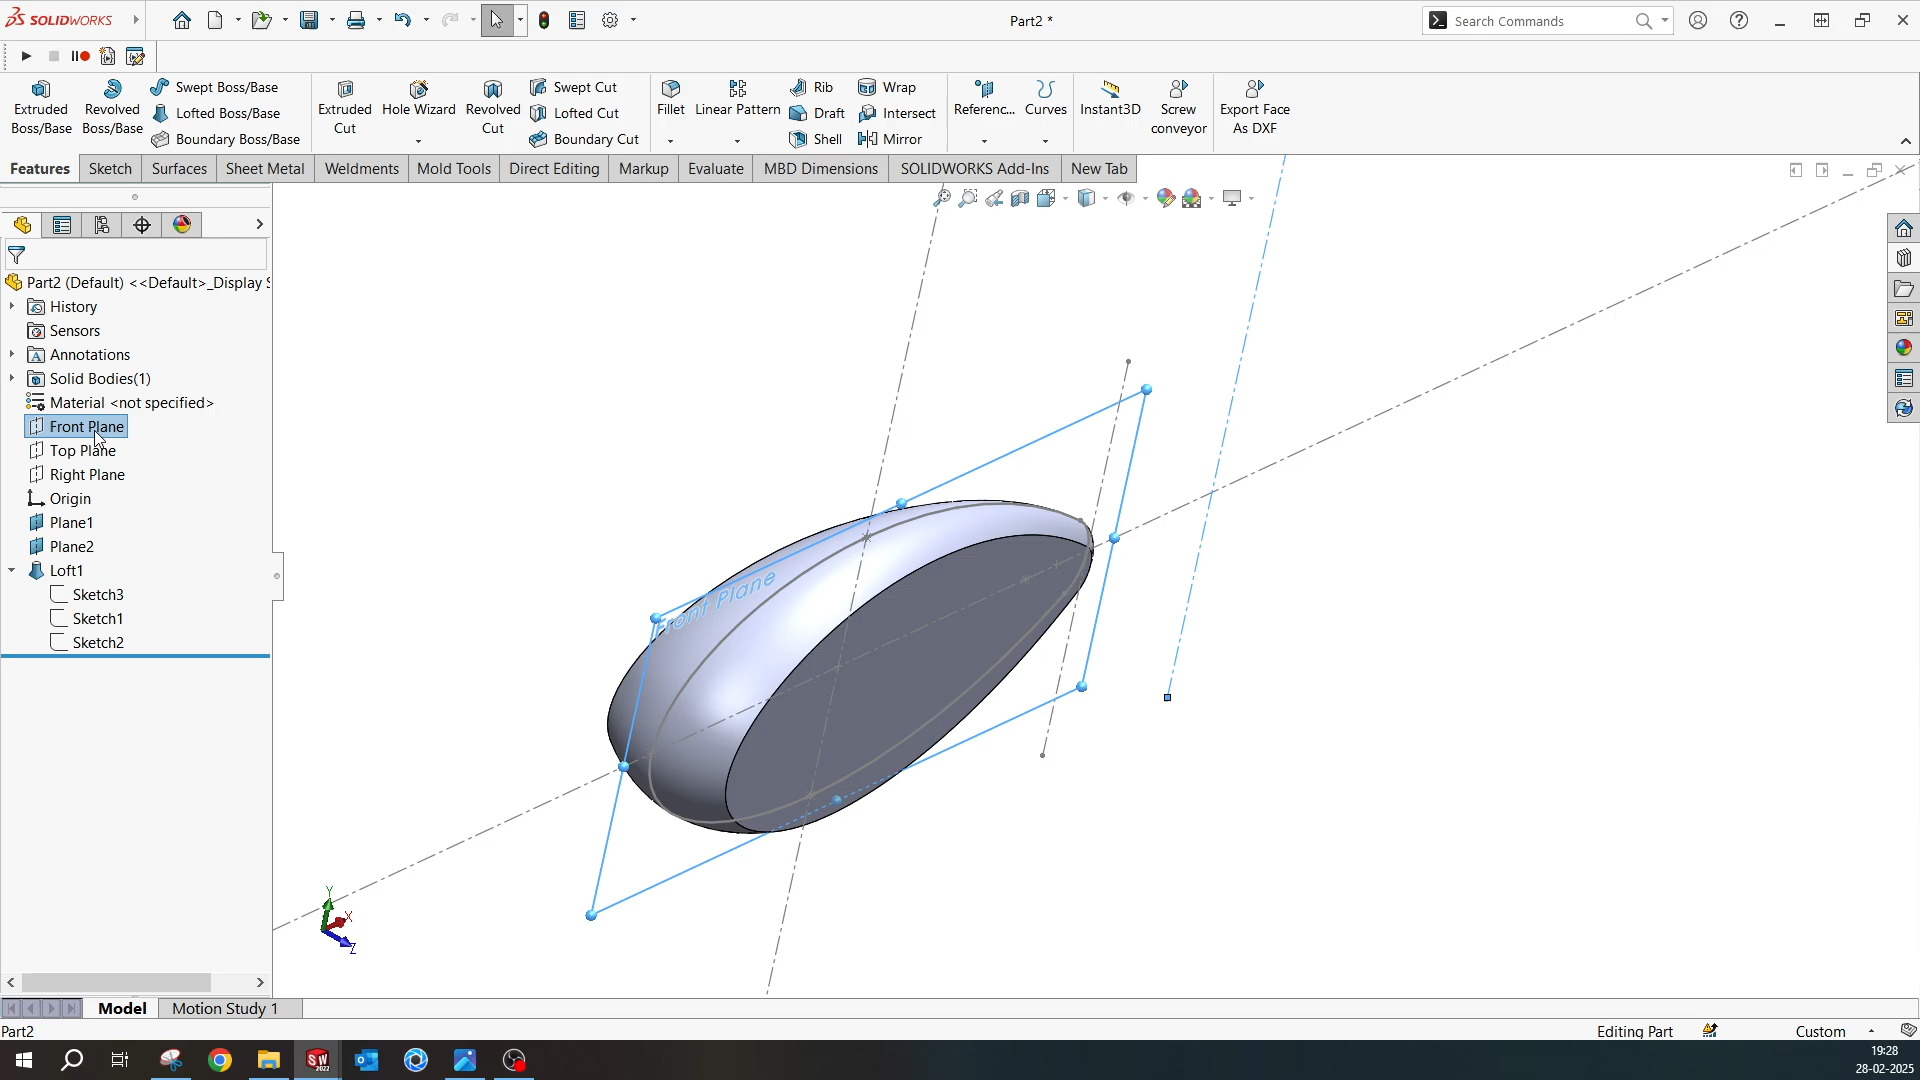 SOLIDWORKS
Part2 *
Search Commands
Extruded Boss/Base
Revolved Boss/Base
Swept Boss/Base
Lofted Boss/Base
Boundary Boss/Base
Extruded Cut
Hole Wizard
Revolved Cut
Swept Cut
Lofted Cut
Boundary Cut
Fillet
Linear Pattern
Rib
Draft
Shell
Wrap
Intersect
Mirror
Referenc...
Curves
Instant3D
Screw conveyor
Export Face As DXF
Features
Sketch
Surfaces
Sheet Metal
Weldments
Mold Tools
Direct Editing
Markup
Evaluate
MBD Dimensions
SOLIDWORKS Add-Ins
New Tab
Part2 (Default) <<Default>_Display S
History
Sensors
Annotations
Solid Bodies(1)
Material <not specified>
Front Plane
Top Plane
Right Plane
Origin
Plane1
Plane2
Loft1
Sketch3
Sketch1
Sketch2
Front Plane
Y
X
Z
Model
Motion Study 1
Part2
Editing Part
Custom
SW
2022
19:28
28-02-2025